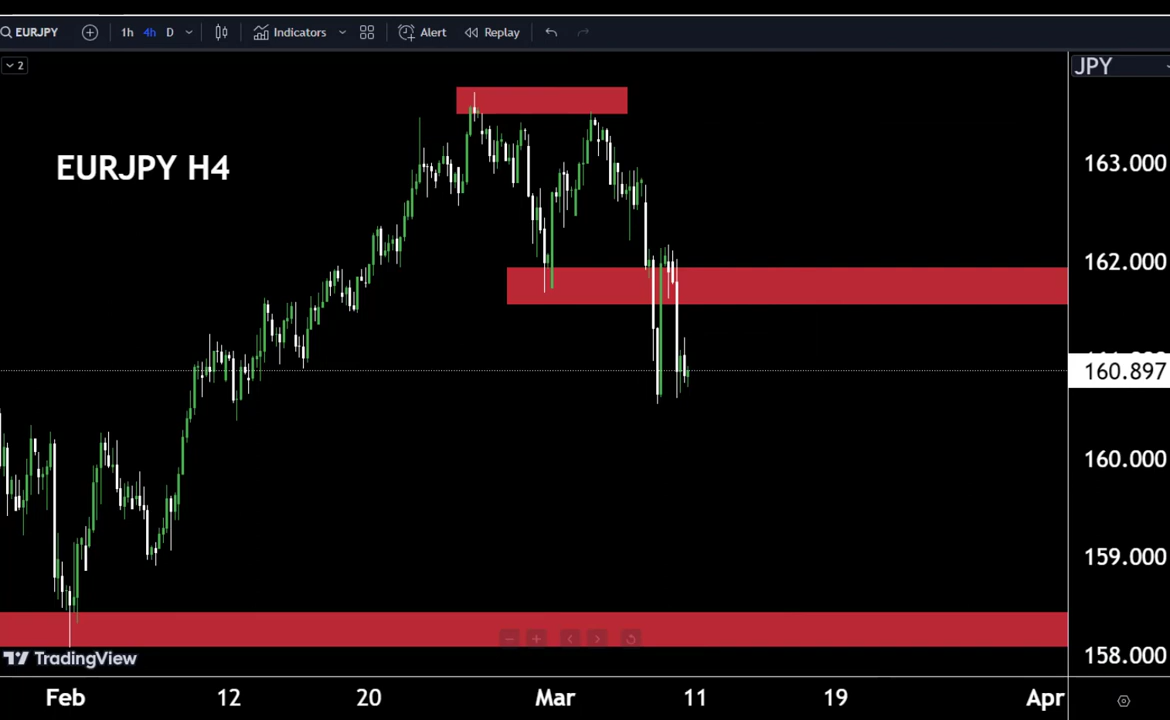 EURJPY 1h 4h D Indicators Alert Replay
2
JPY
EURJPY H4
163.000
162.000
160.897
160.000
159.000
158.000
TradingView
Feb 12 20 Mar 11 19 Apr